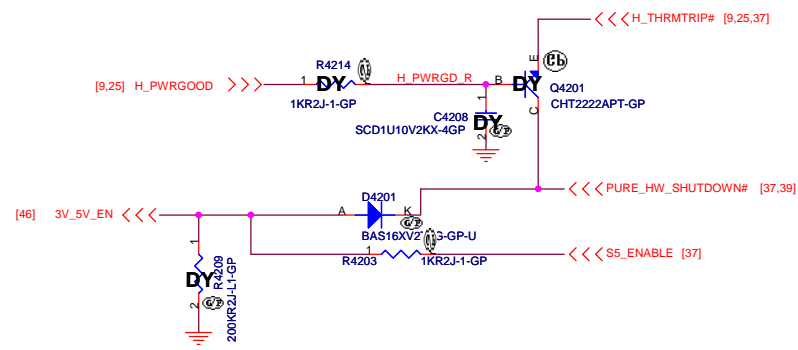 H_THRMTRIP# [9,25,37]
R4214
E
[9,25] H_PWRGOOD
1
DY
H_PWRGD_R
B
DY
Q4201
1KR2J-1-GP
1
CHT2222APT-GP
C4208
C
SCD1U10V2KX-4GP
DY
2
PURE_HW_SHUTDOWN# [37,39]
D4201
[46] 3V_5V_EN
A
K
BAS16XV2
G-GP-U
1
1
R4203
1KR2J-1-GP
S5_ENABLE [37]
DY
R4209
200KR2J-L1-GP
2